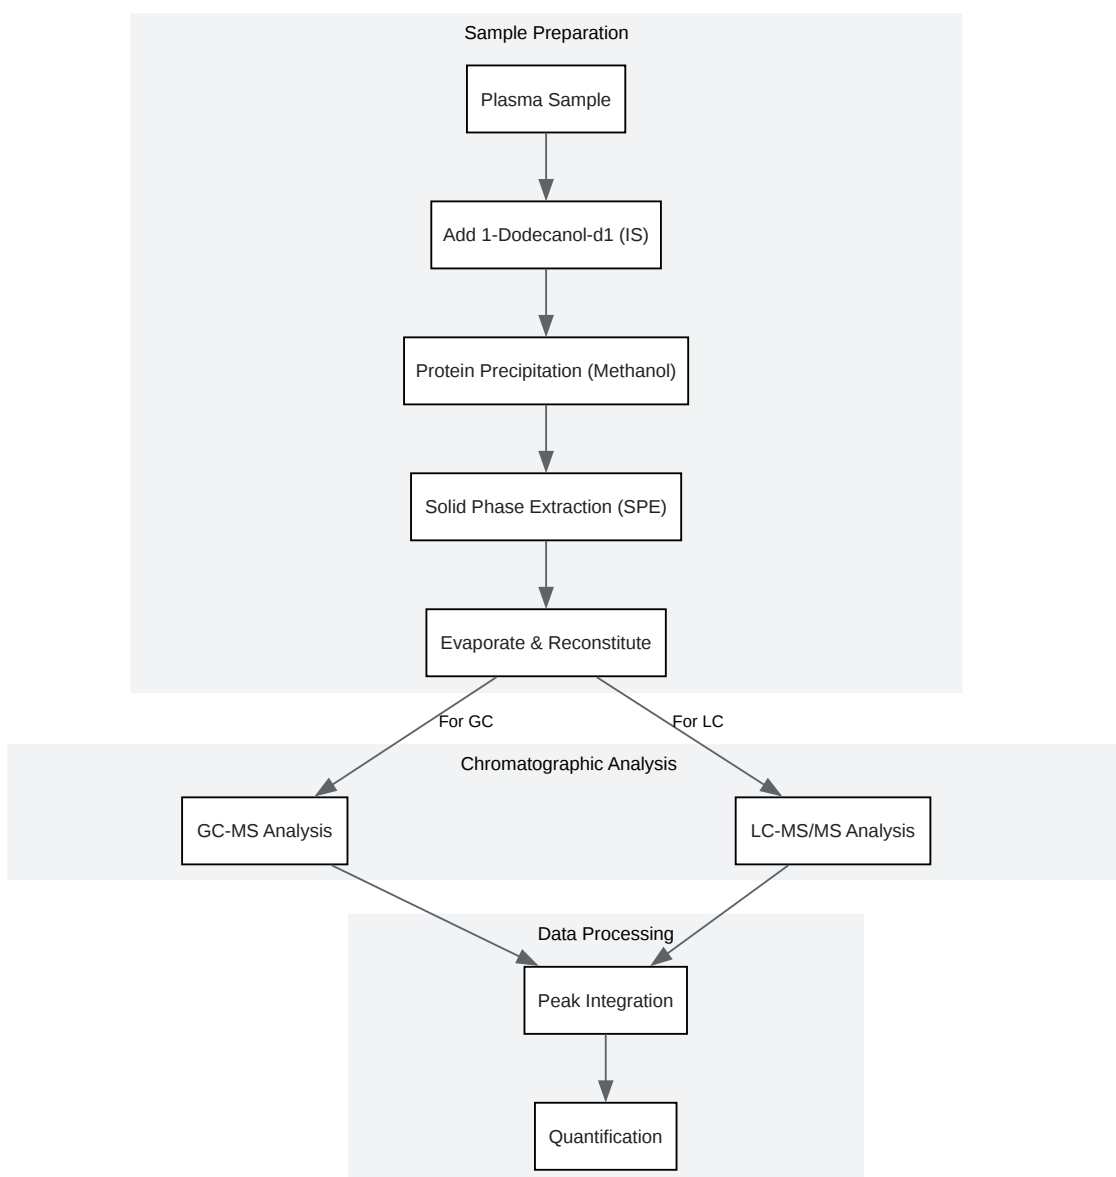 Sample Preparation
Plasma Sample
Add 1-Dodecanol-d1 (IS)
Protein Precipitation (Methanol)
Solid Phase Extraction (SPE)
Evaporate & Reconstitute
For GC
For LC
Chromatographic Analysis
GC-MS Analysis
LC-MS/MS Analysis
Data Processing
Peak Integration
Quantification